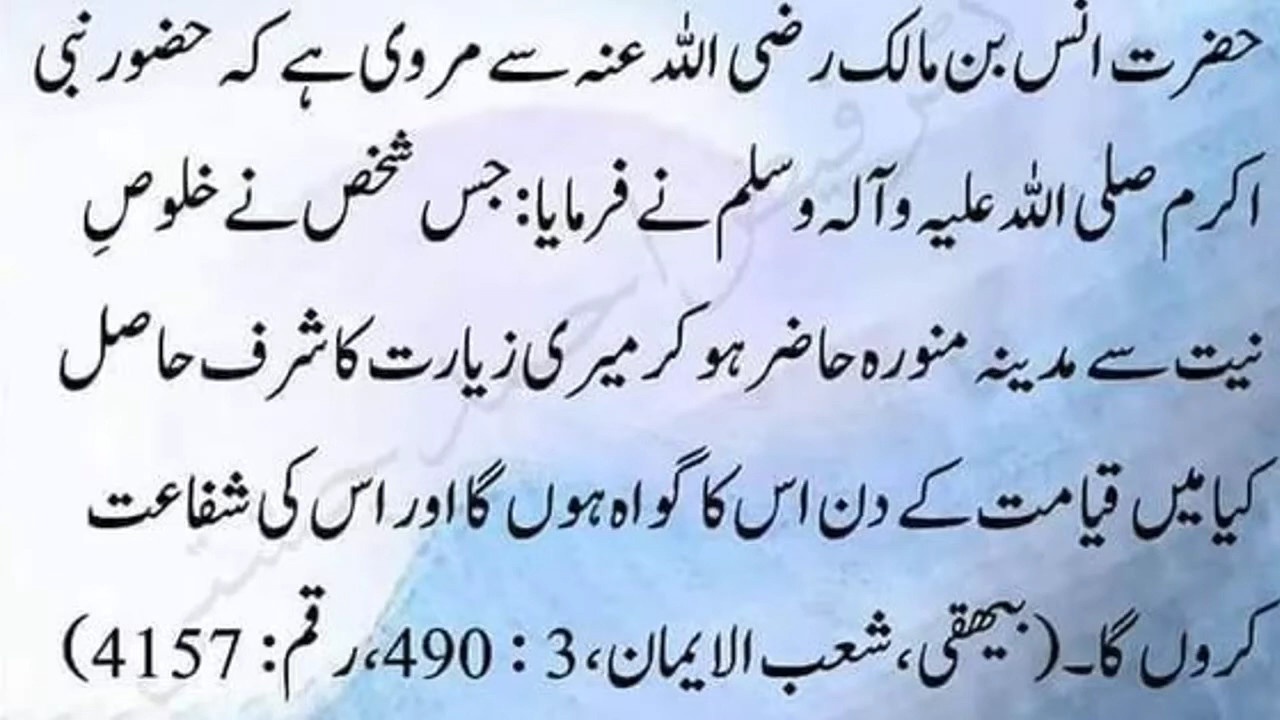 حضرت انس بن مالک رضی اللہ عنہ سے مروی ہے کہ حضور نبی
اکرم صلی اللہ علیہ وآلہ وسلم نے فرمایا: جس شخص نے خلوصِ
نیت سے مدینہ منورہ حاضر ہو کر میری زیارت کا شرف حاصل
کیا میں قیامت کے دن اس کا گواہ ہوں گا اور اس کی شفاعت
کروں گا۔ (بیہقی، شعب الایمان، 3 : 490، رقم: 4157)